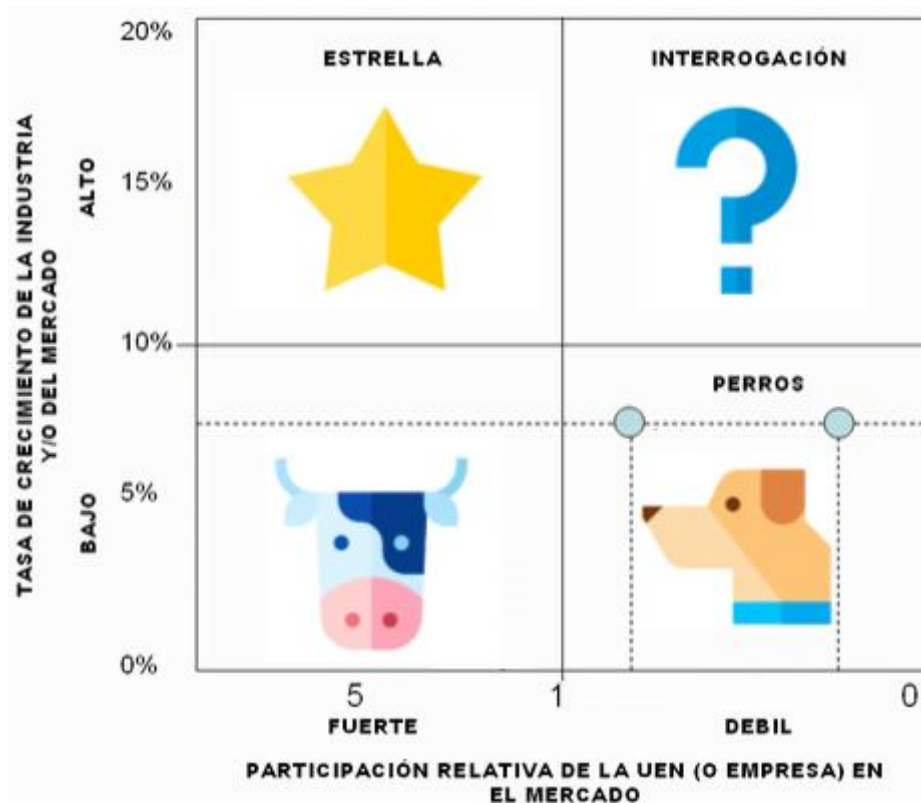 20%
ESTRELLA
INTERROGACIÓN
TASA DE CRECIMIENTO DE LA INDUSTRIA
Y/O DEL MERCADO
ALTO
15%
10%
PERROS
BAJO
5%
0%
5
1
0
FUERTE
DEBIL
PARTICIPACIÓN RELATIVA DE LA UEN (O EMPRESA) EN
EL MERCADO